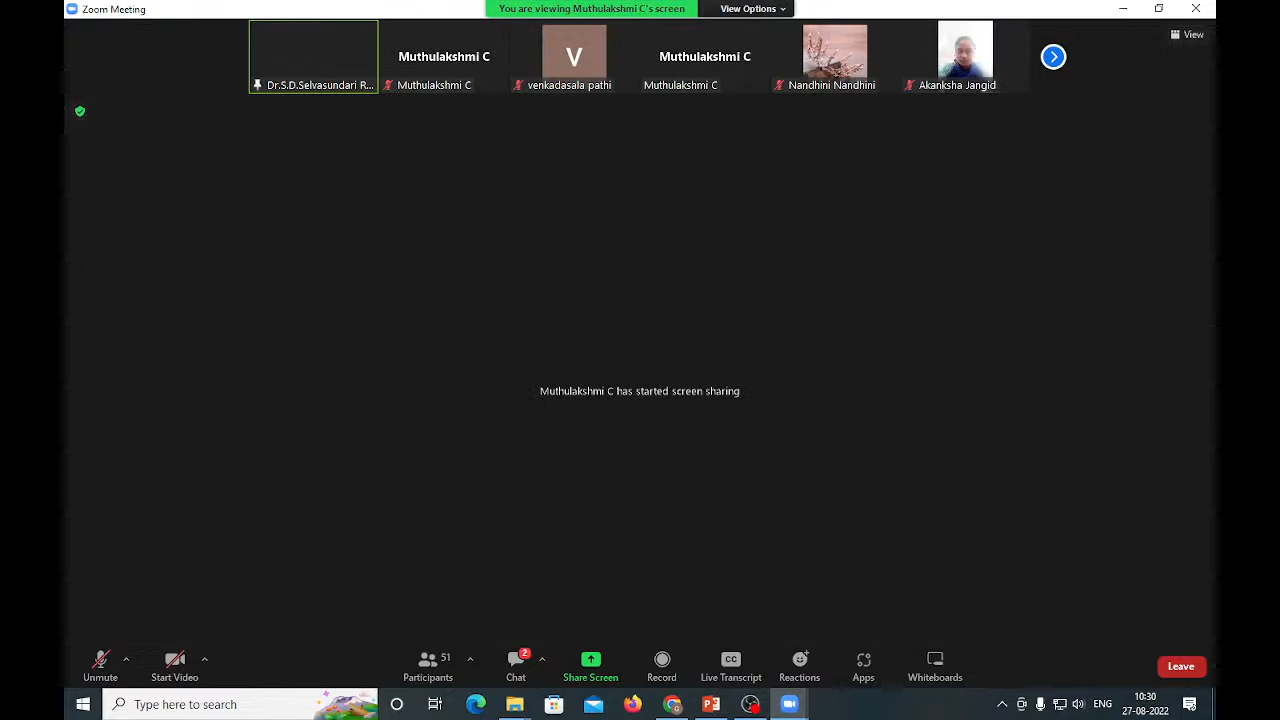 Zoom Meeting
You are viewing Muthulakshmi C's screen
View Options
View
Muthulakshmi C
V
Muthulakshmi C
Dr.S.D.Selvasundari R...
Muthulakshmi C
venkadasala pathi
Muthulakshmi C
Nandhini Nandhini
Akanksha Jangid
Muthulakshmi C has started screen sharing
51
2
CC
Unmute
Start Video
Participants
Chat
Share Screen
Record
Live Transcript
Reactions
Apps
Whiteboards
Leave
Type here to search
ENG
10:30
27-08-2022